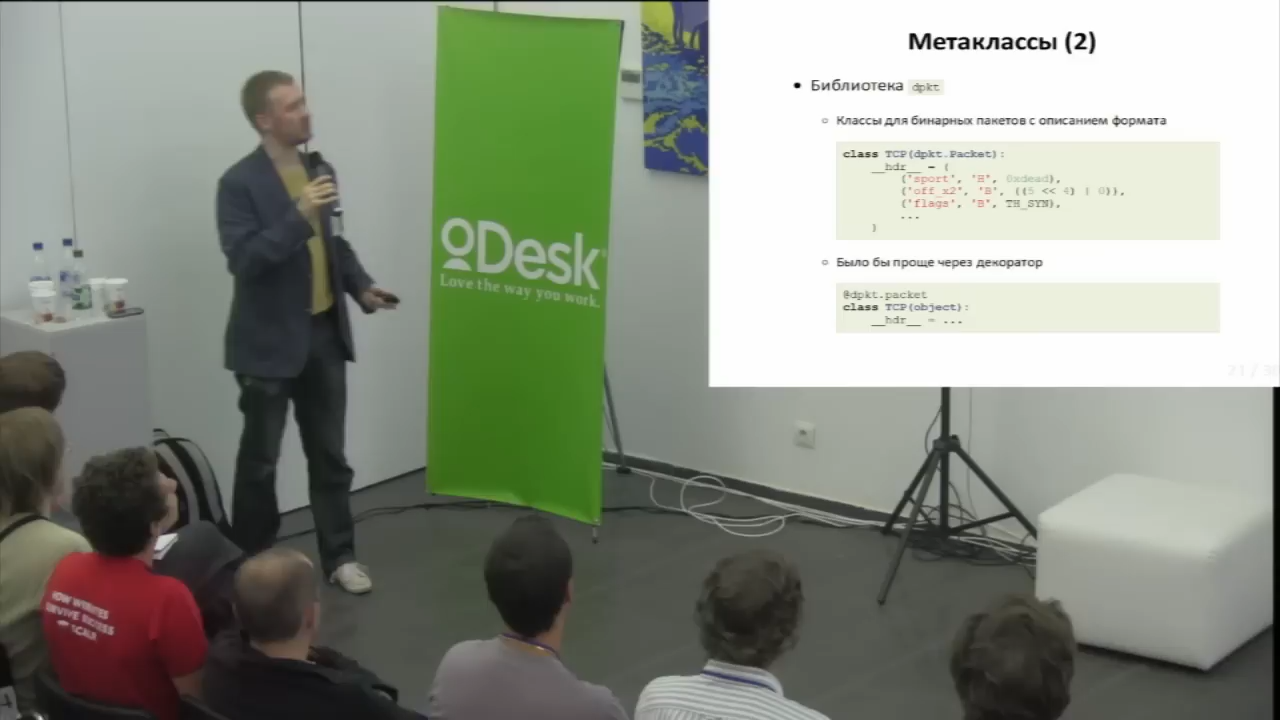 Метаклассы (2)
Библиотека dpkt
Классы для бинарных пакетов с описанием формата
class TCP(dpkt.Packet):
__hdr__ = (
('sport', 'H', 0xdead),
('off_x2', 'B', ((5 << 4) | 0)),
('flags', 'B', TH_SYN),
...
)
Было бы проще через декоратор
@dpkt.packet
class TCP(object):
__hdr__ = ...
oDesk
Love the way you work.